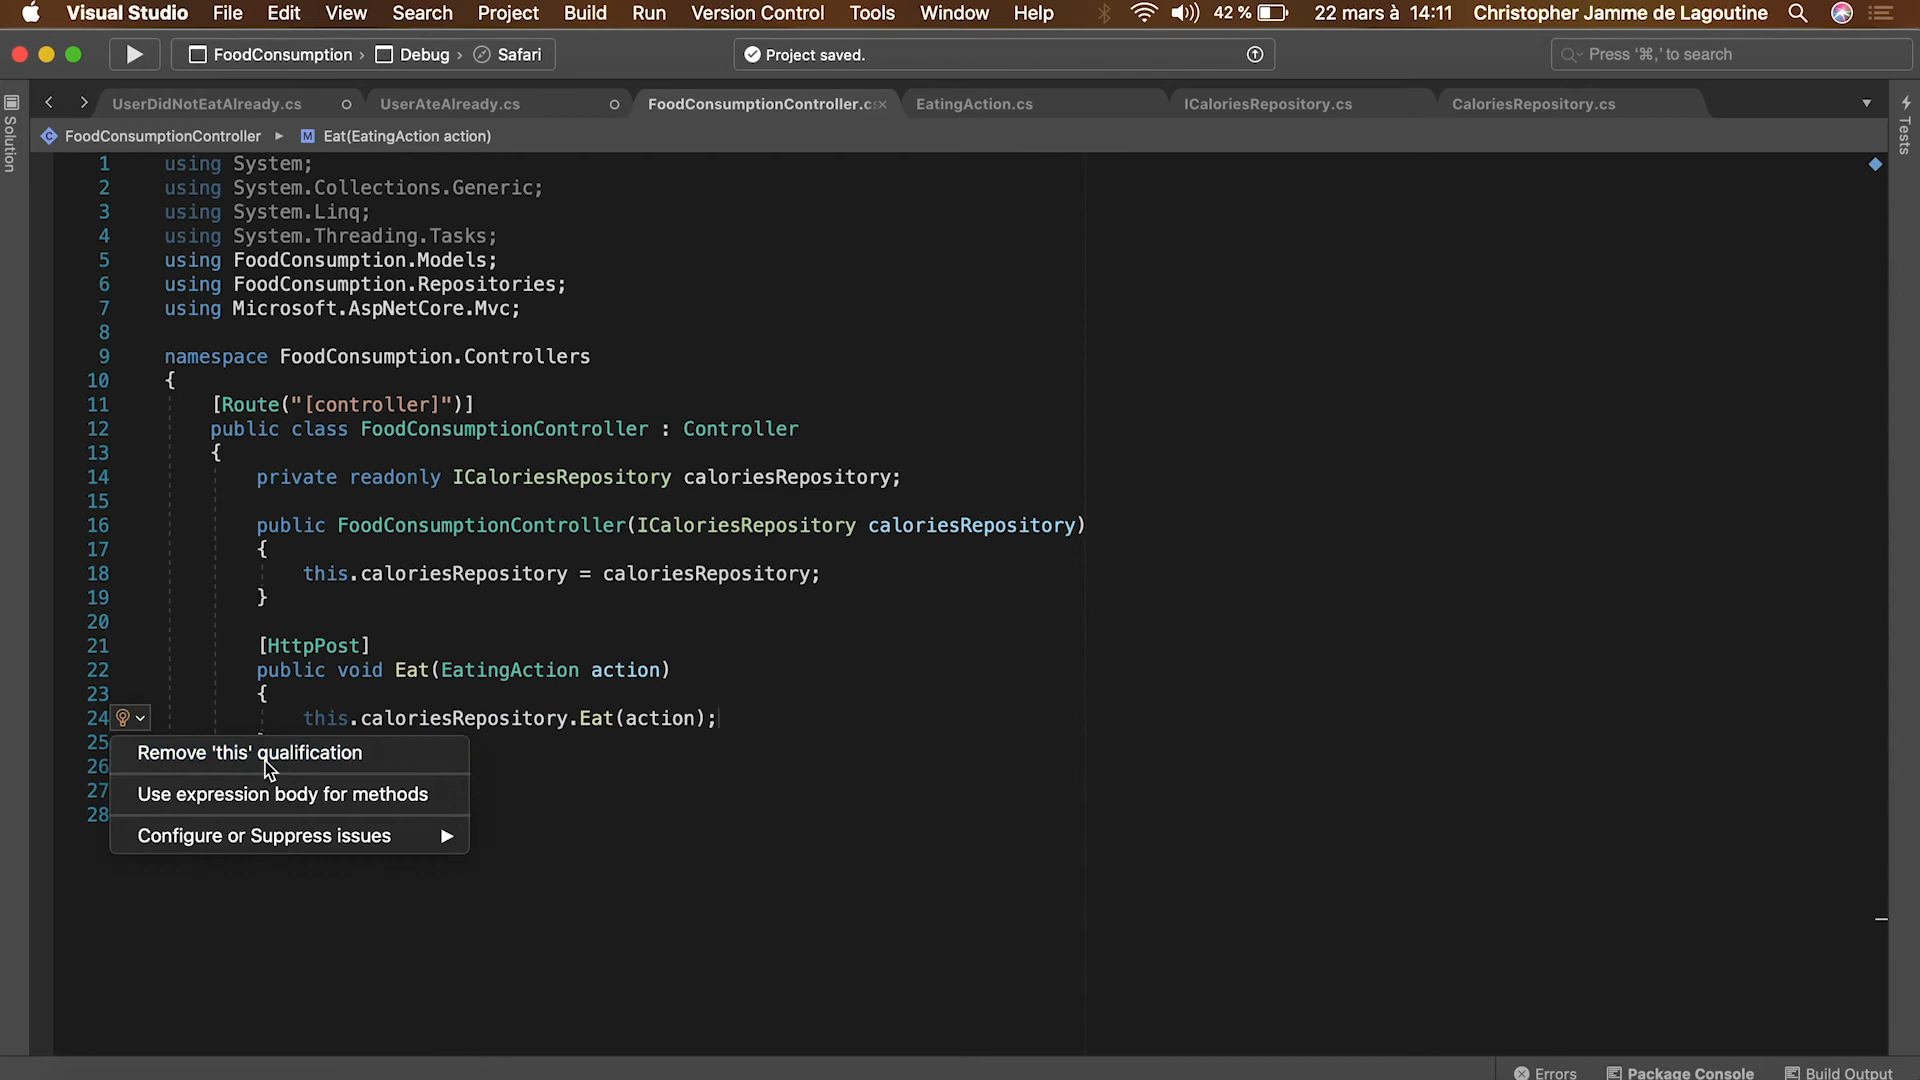 Visual Studio File Edit View Search Project Build Run Version Control Tools Window Help 42 % 22 mars à 14:11 Christopher Jamme de Lagoutine
FoodConsumption › Debug › Safari Project saved. Press '⌘,' to search
Solution
UserDidNotEatAlready.cs UserAteAlready.cs FoodConsumptionController.cs EatingAction.cs ICaloriesRepository.cs CaloriesRepository.cs
Tests
FoodConsumptionController M Eat(EatingAction action)
1 using System;
2 using System.Collections.Generic;
3 using System.Linq;
4 using System.Threading.Tasks;
5 using FoodConsumption.Models;
6 using FoodConsumption.Repositories;
7 using Microsoft.AspNetCore.Mvc;
8
9 namespace FoodConsumption.Controllers
10 {
11 [Route("[controller]")]
12 public class FoodConsumptionController : Controller
13 {
14 private readonly ICaloriesRepository caloriesRepository;
15
16 public FoodConsumptionController(ICaloriesRepository caloriesRepository)
17 {
18 this.caloriesRepository = caloriesRepository;
19 }
20
21 [HttpPost]
22 public void Eat(EatingAction action)
23 {
24 this.caloriesRepository.Eat(action);
25
26
27
28
Remove 'this' qualification
Use expression body for methods
Configure or Suppress issues
Errors Package Console Build Output